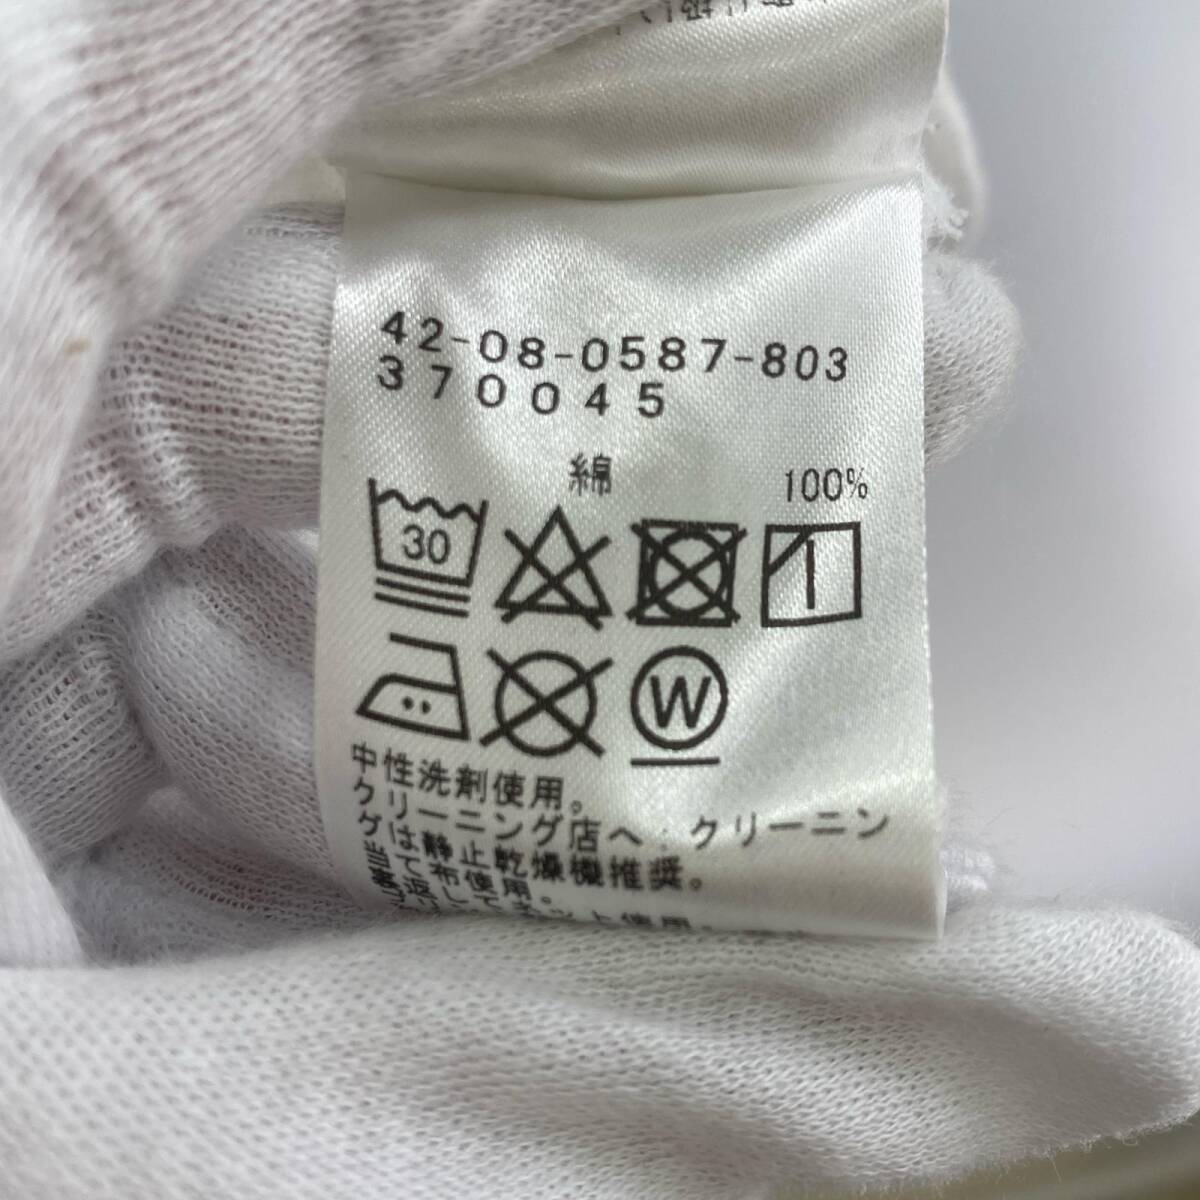 42-08-0587-803
370045
綿 100%
30
W
中性洗剤使用。
クリーニング店へ:クリーニン
グは静止乾燥機推奨。
布使用。